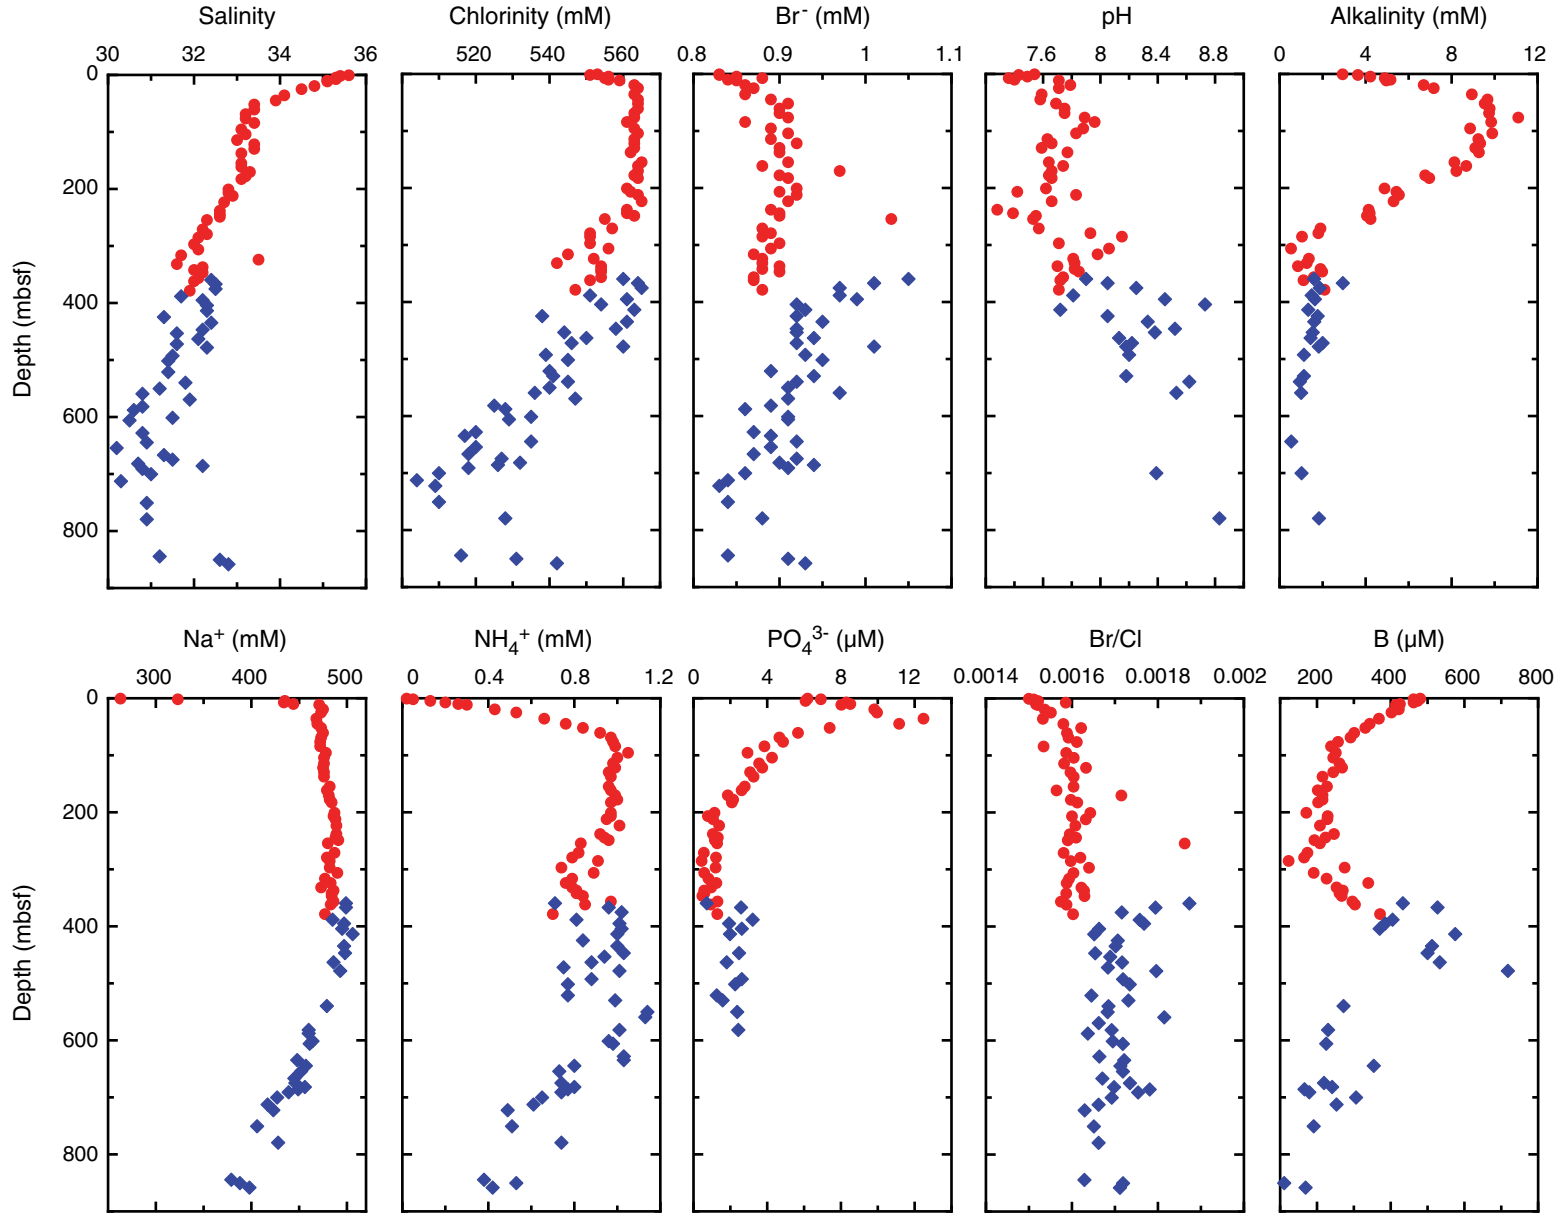 Salinity Chlorinity (mM) Br⁻ (mM) pH Alkalinity (mM)
30 32 34 36 520 540 560 0.8 0.9 1 1.1 7.6 8 8.4 8.8 0 4 8 12
0
200
400
600
800
Depth (mbsf)
Na⁺ (mM) NH₄⁺ (mM) PO₄³⁻ (µM) Br/Cl B (µM)
300 400 500 0 0.4 0.8 1.2 0 4 8 12 0.0014 0.0016 0.0018 0.002 200 400 600 800
0
200
400
600
800
Depth (mbsf)